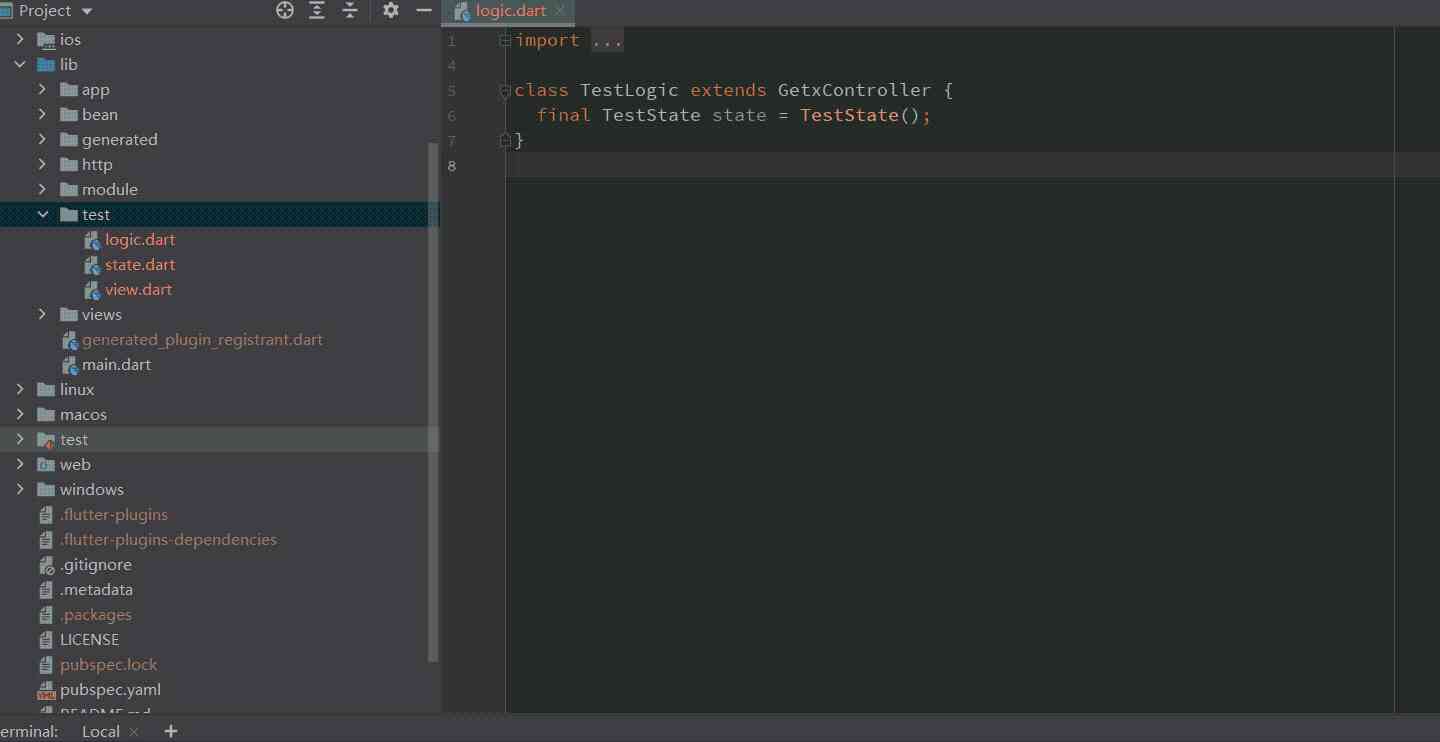 Project
logic.dart
ios
lib
app
bean
generated
http
module
test
logic.dart
state.dart
view.dart
views
generated_plugin_registrant.dart
main.dart
linux
macos
test
web
windows
.flutter-plugins
.flutter-plugins-dependencies
.gitignore
.metadata
.packages
LICENSE
pubspec.lock
pubspec.yaml
README.md
1 import ...
4
5 class TestLogic extends GetxController {
6 final TestState state = TestState();
7 }
8
erminal: Local